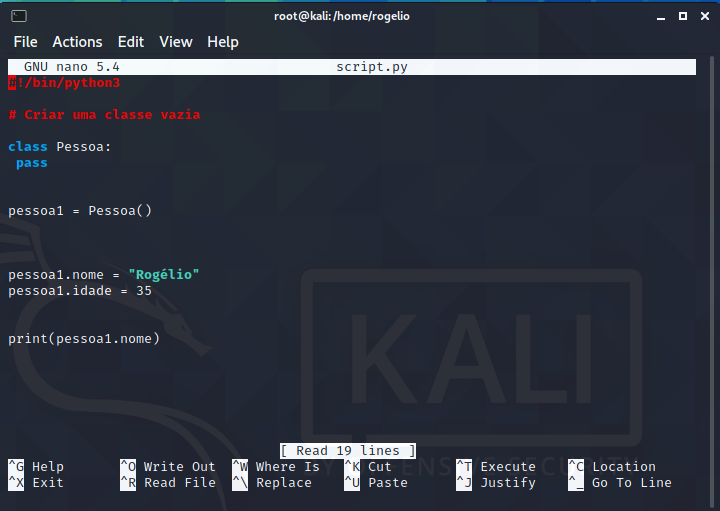 root@kali: /home/rogelio
File Actions Edit View Help
GNU nano 5.4 script.py
#!/bin/python3
# Criar uma classe vazia
class Pessoa:
pass
pessoa1 = Pessoa()
pessoa1.nome = "Rogélio"
pessoa1.idade = 35
print(pessoa1.nome)
KALI
[ Read 19 lines ]
^G Help ^O Write Out ^W Where Is ^K Cut ^T Execute ^C Location
^X Exit ^R Read File ^\ Replace ^U Paste ^J Justify ^_ Go To Line